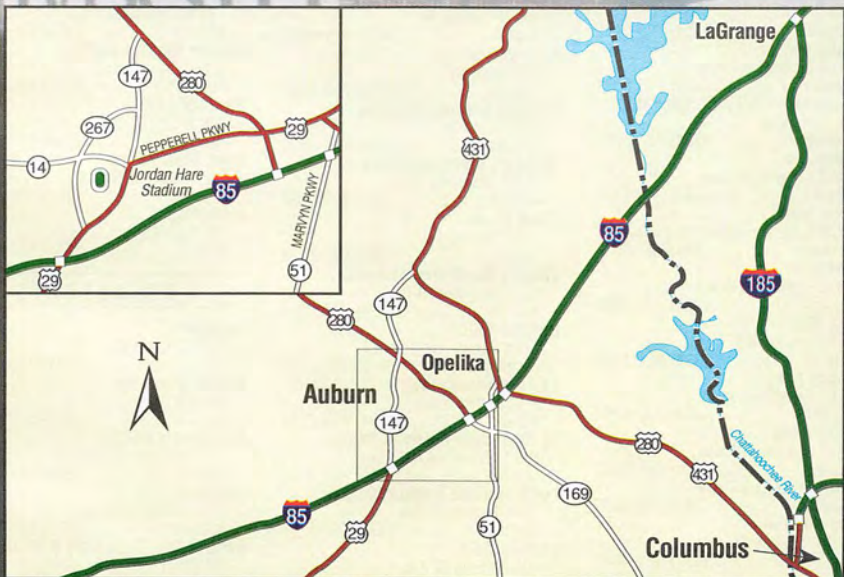 147
280
267
PEPPERELL PKWY
29
14
Jordan Hare
Stadium
85
MARVYN PKWY
29
51
LaGrange
431
85
185
147
280
N
Opelika
Auburn
147
280
Chattahoochee River
431
169
85
29
51
Columbus